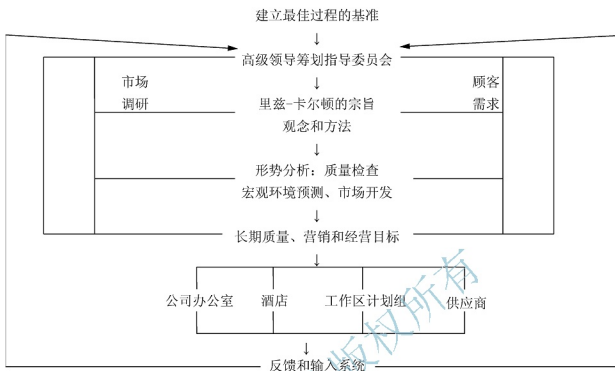 建立最佳过程的基准
高级领导筹划指导委员会
市场
调研
顾客
需求
里兹-卡尔顿的宗旨
观念和方法
形势分析：质量检查
宏观环境预测、市场开发
长期质量、营销和经营目标
公司办公室 酒店 工作区计划组 供应商
反馈和输入系统
版权所有